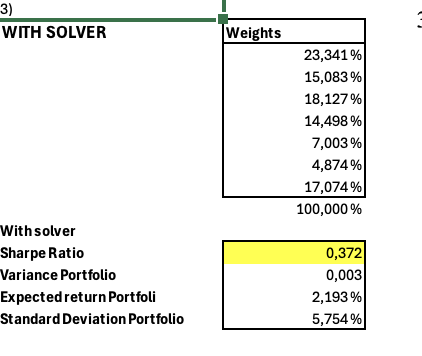 3)
WITH SOLVER Weights
23,341 %
15,083 %
18,127 %
14,498 %
7,003 %
4,874 %
17,074 %
100,000 %
With solver
Sharpe Ratio 0,372
Variance Portfolio 0,003
Expected return Portfoli 2,193 %
Standard Deviation Portfolio 5,754 %